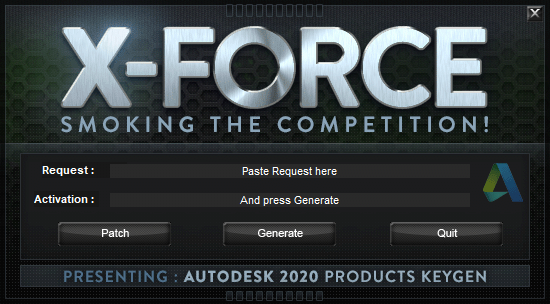 X-FORCE
SMOKING THE COMPETITION!
Request : Paste Request here
Activation : And press Generate
Patch Generate Quit
PRESENTING : AUTODESK 2020 PRODUCTS KEYGEN